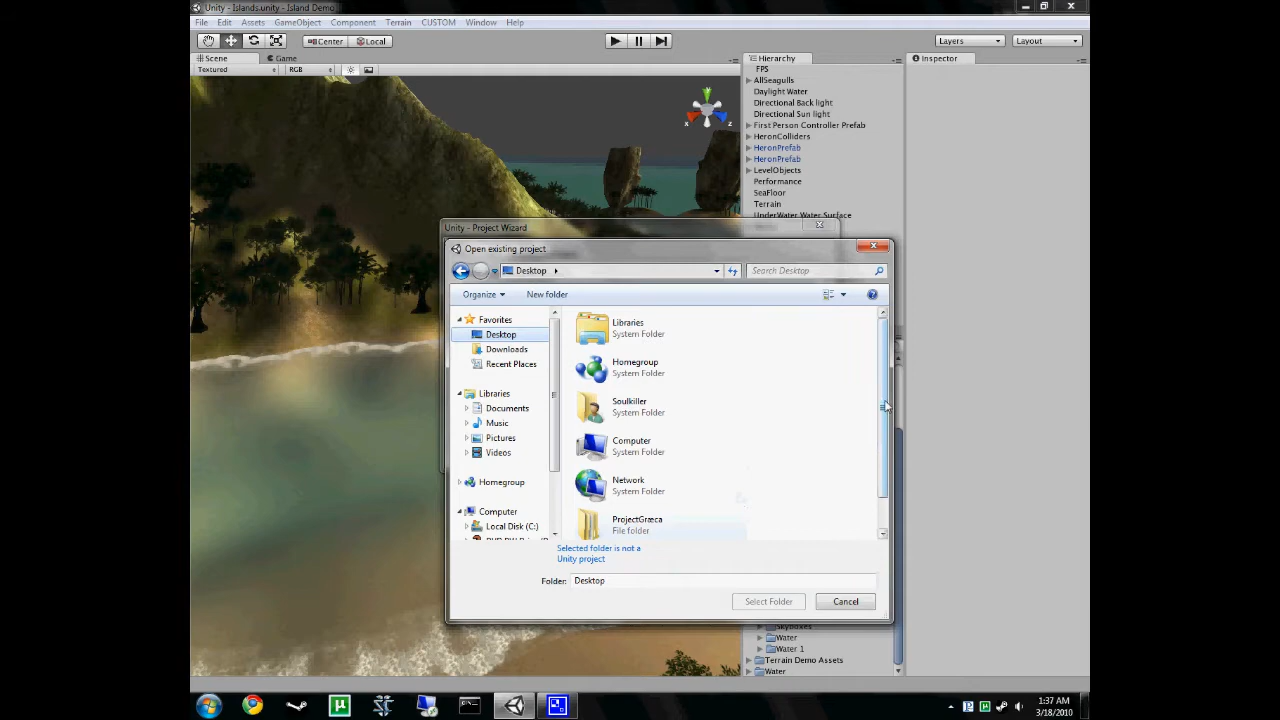 Unity - Islands.unity - Island Demo
File Edit Assets GameObject Component Terrain CUSTOM Window Help
Center Local Layers Layout
Scene Game Hierarchy Inspector
Textured RGB
FPS
AllSeagulls
Daylight Water
Directional Back light
Directional Sun light
First Person Controller Prefab
HeronColliders
HeronPrefab
HeronPrefab
LevelObjects
Performance
SeaFloor
Terrain
UnderWater Water Surface
Unity - Project Wizard
Open existing project
Desktop Search Desktop
Organize New folder
Favorites
Desktop
Downloads
Recent Places
Libraries
Documents
Music
Pictures
Videos
Homegroup
Computer
Local Disk (C:)
Libraries
System Folder
Homegroup
System Folder
Soulkiller
System Folder
Computer
System Folder
Network
System Folder
ProjectGræca
File folder
Selected folder is not a
Unity project
Folder: Desktop
Select Folder Cancel
Skyboxes
Water
Water 1
Terrain Demo Assets
Water
1:37 AM
3/18/2010